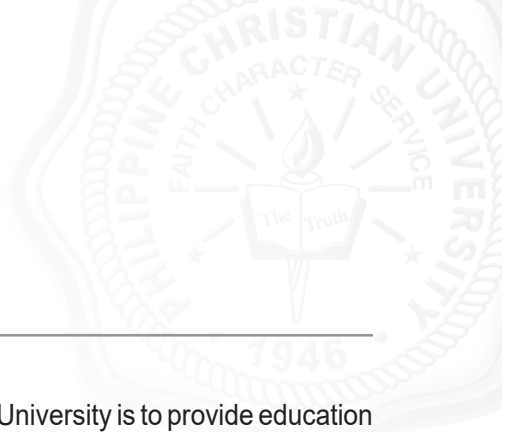 PHILIPPINE CHRISTIAN UNIVERSITY
FAITH CHARACTER SERVICE
The Truth
1946
University is to provide education